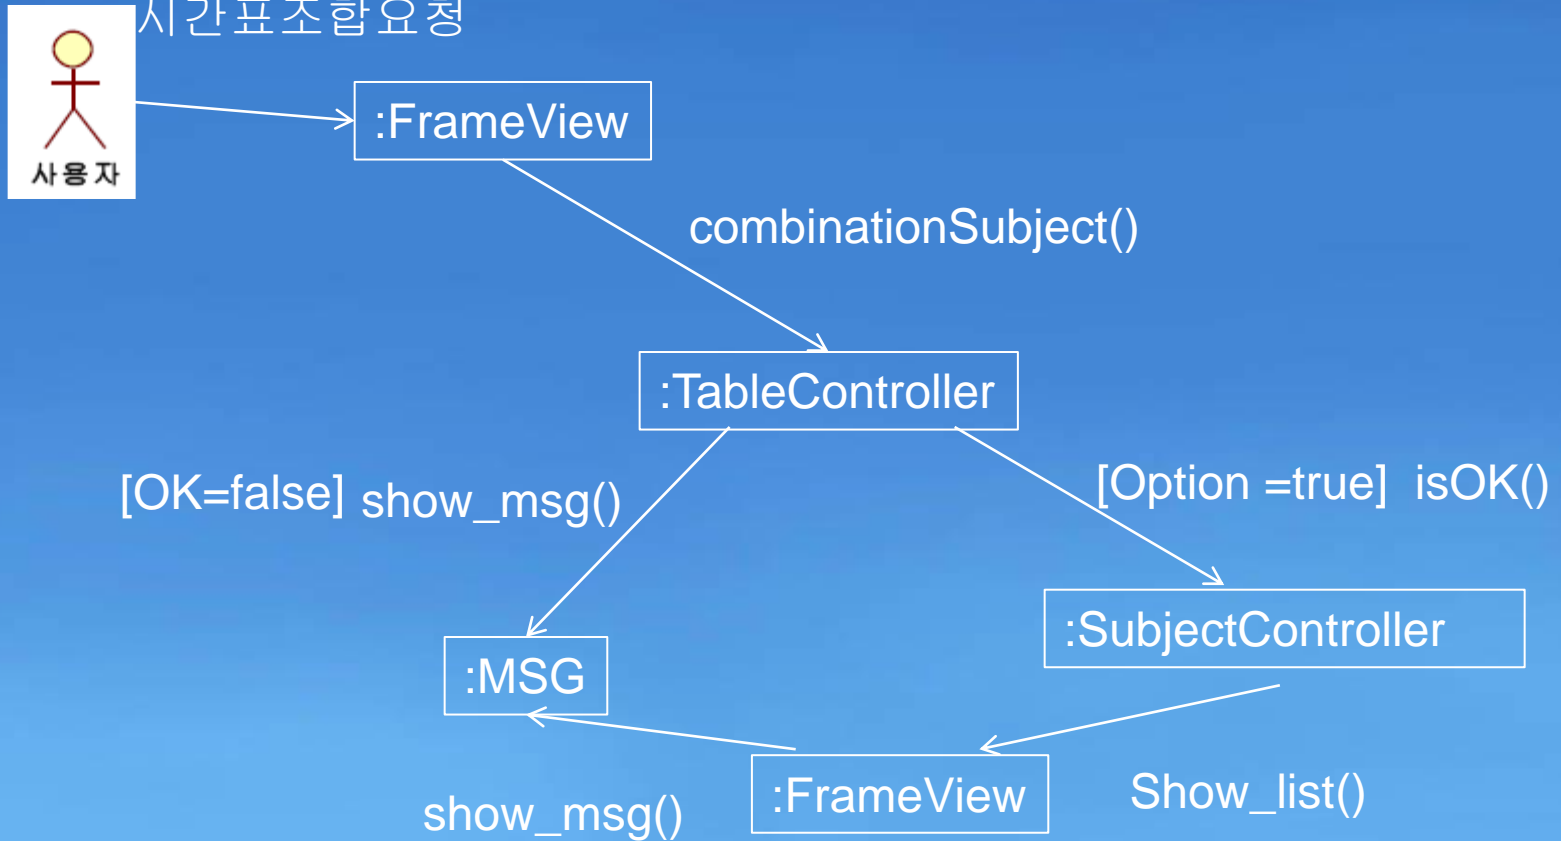 시간표조합요청
사용자
:FrameView
combinationSubject()
:TableController
[OK=false] show_msg()
[Option =true] isOK()
:SubjectController
:MSG
:FrameView
Show_list()
show_msg()